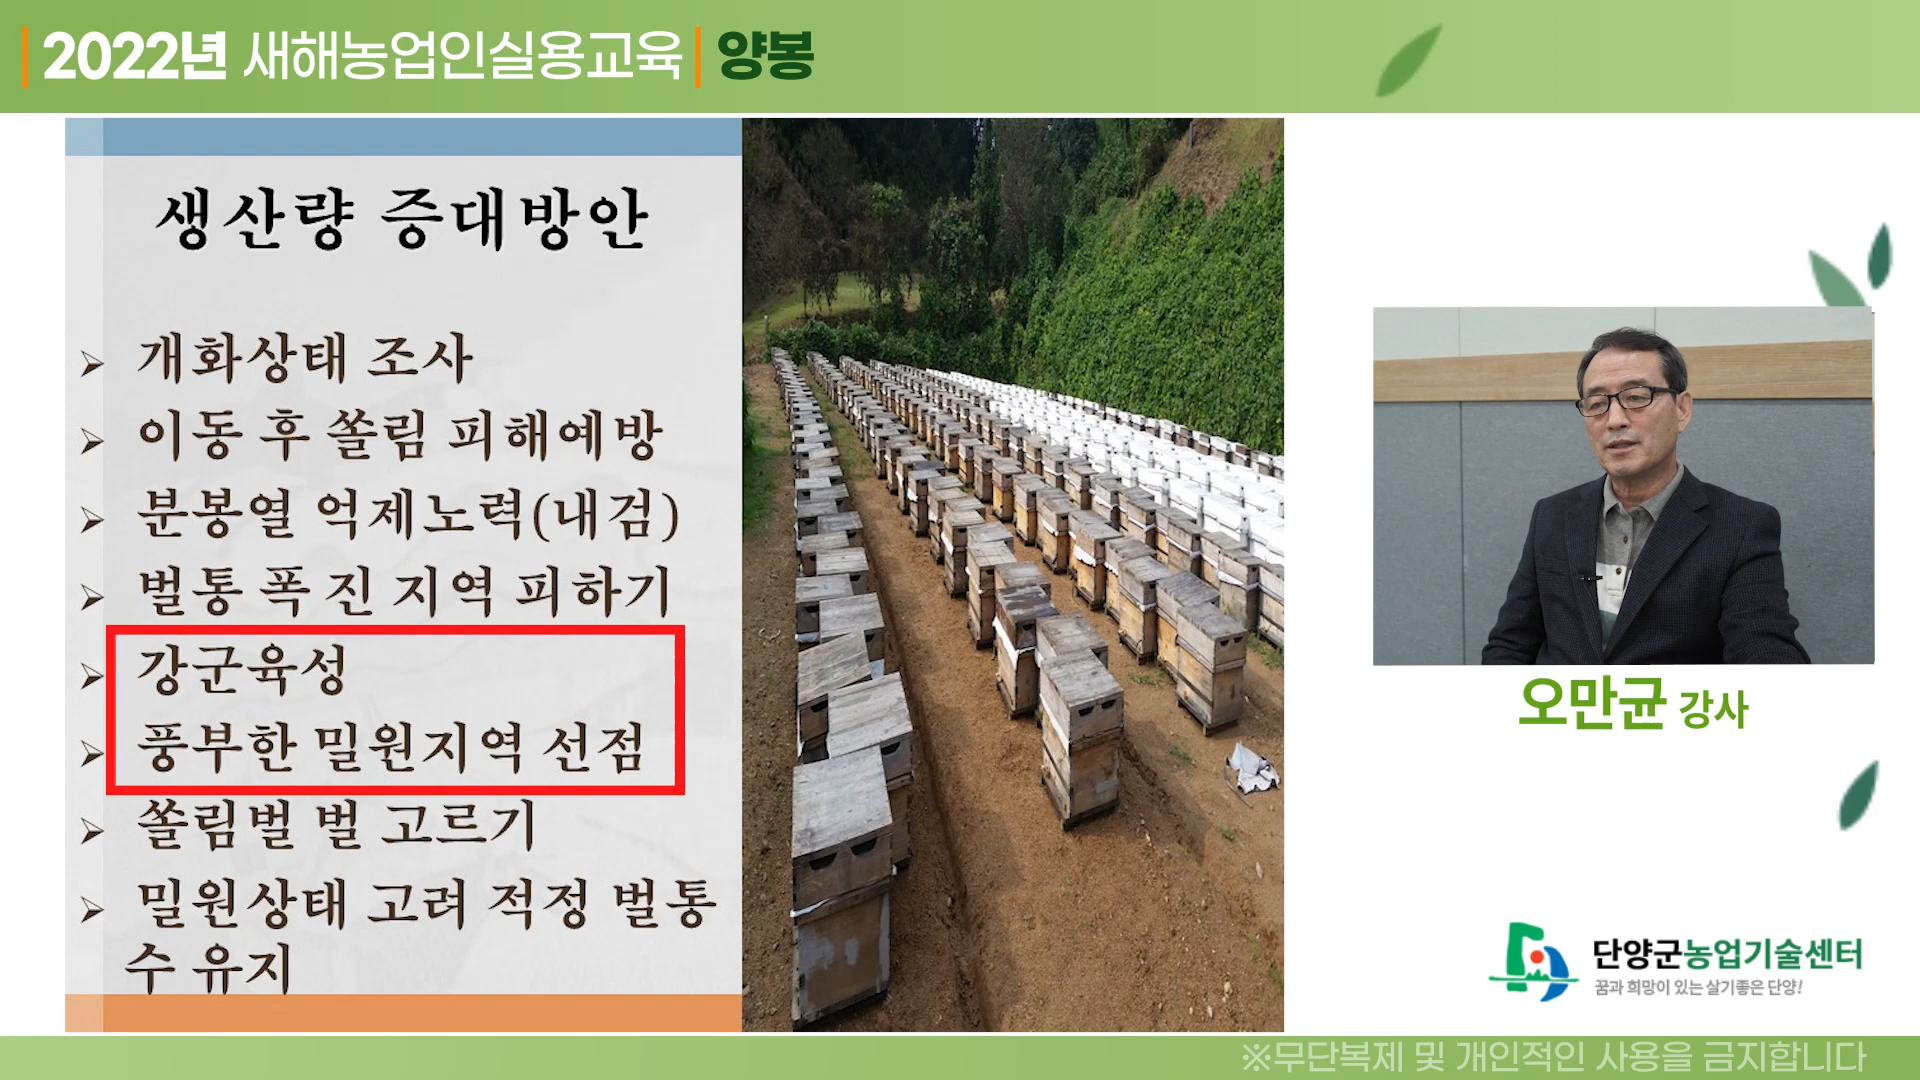 2022년 새해농업인실용교육 양봉
생산량 증대방안
개화상태 조사
이동 후 쏠림 피해예방
분봉열 억제노력(내검)
벌통 폭 진 지역 피하기
강군육성
풍부한 밀원지역 선점
쏠림벌 벌 고르기
밀원상태 고려 적정 벌통
수 유지
오만균 강사
단양군농업기술센터
꿈과 희망이 있는 살기좋은 단양!
※무단복제 및 개인적인 사용을 금지합니다